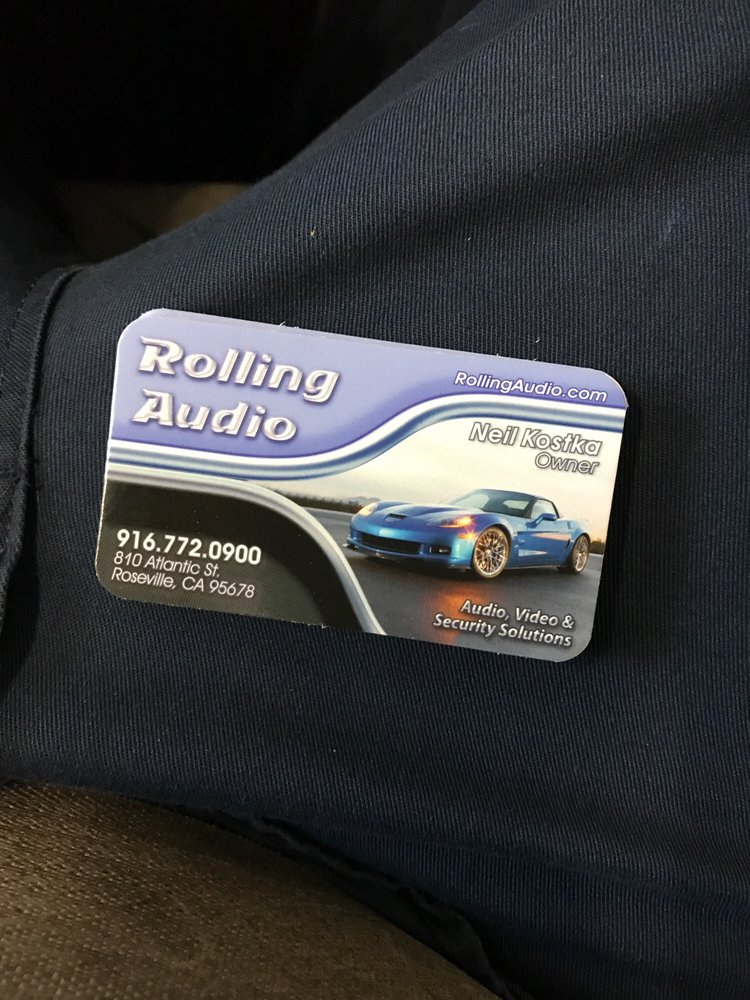 Rolling
Audio
RollingAudio.com
Neil Kostka
Owner
916.772.0900
810 Atlantic St.
Roseville, CA 95678
Audio, Video &
Security Solutions